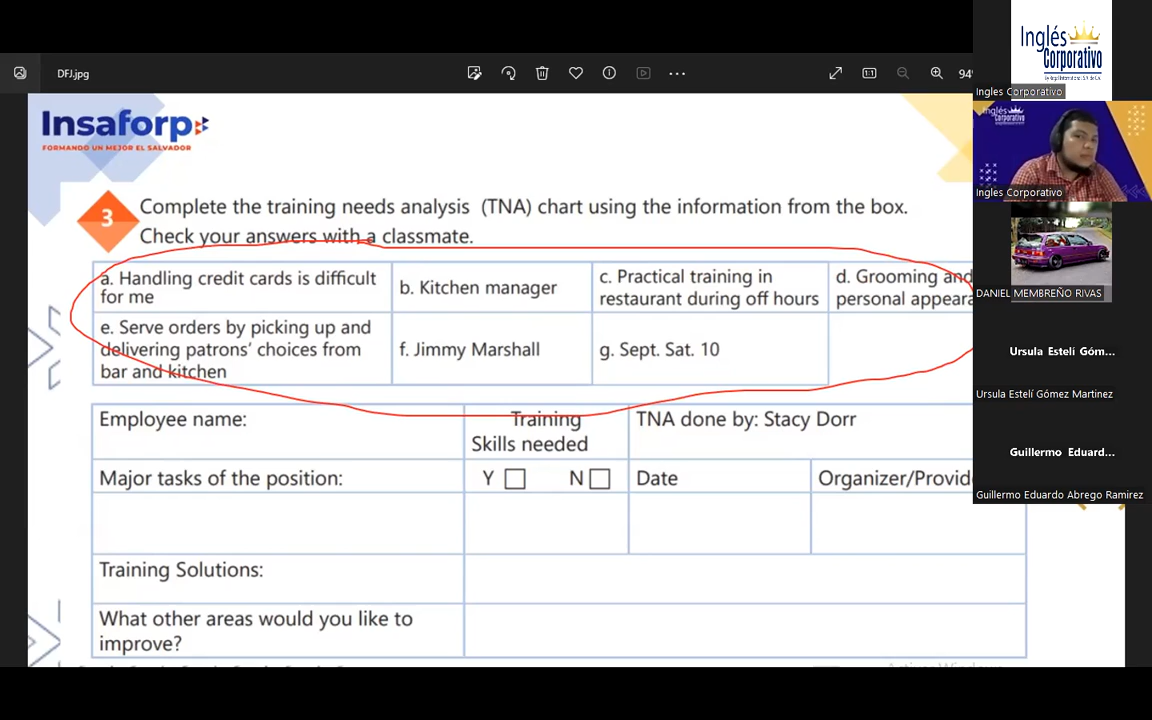 DFJ.jpg
94
Insaforp
FORMANDO UN MEJOR EL SALVADOR
3
Complete the training needs analysis (TNA) chart using the information from the box.
Check your answers with a classmate.
a. Handling credit cards is difficult
for me
b. Kitchen manager
c. Practical training in
restaurant during off hours
d. Grooming and
personal appeara
e. Serve orders by picking up and
delivering patrons' choices from
bar and kitchen
f. Jimmy Marshall
g. Sept. Sat. 10
Employee name:
Training
Skills needed
TNA done by: Stacy Dorr
Major tasks of the position:
Y
N
Date
Organizer/Provide
Training Solutions:
What other areas would you like to
improve?
Inglés
Corporativo
Ingles Corporativo
Inglés
Corporativo
Ingles Corporativo
DANIEL MEMBREÑO RIVAS
Ursula Estelí Góm...
Ursula Estelí Gómez Martinez
Guillermo Eduard...
Guillermo Eduardo Abrego Ramirez